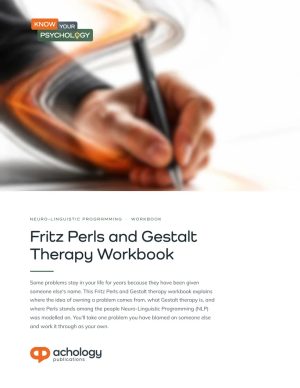 KNOW YOUR
PSYCHOLOGY
NEURO-LINGUISTIC PROGRAMMING · WORKBOOK
Fritz Perls and Gestalt
Therapy Workbook
Some problems stay in your life for years because they have been given
someone else's name. This Fritz Perls and Gestalt therapy workbook explains
where the idea of owning a problem comes from, what Gestalt therapy is, and
where Perls stands among the people Neuro-Linguistic Programming (NLP)
was modelled on. You'll take one problem you have blamed on someone else
and work it through as your own.
achology
publications